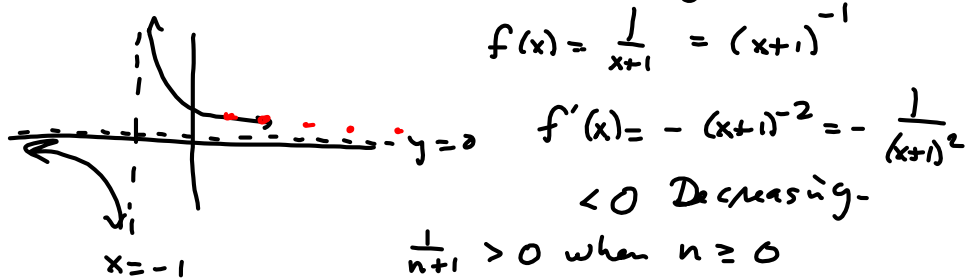 f(x) = 1/(x+1) = (x+1)^-1
y=0
f'(x) = - (x+1)^-2 = - 1/(x+1)^2
< 0 Decreasing-
x=-1
1/(n+1) > 0 when n ≥ 0